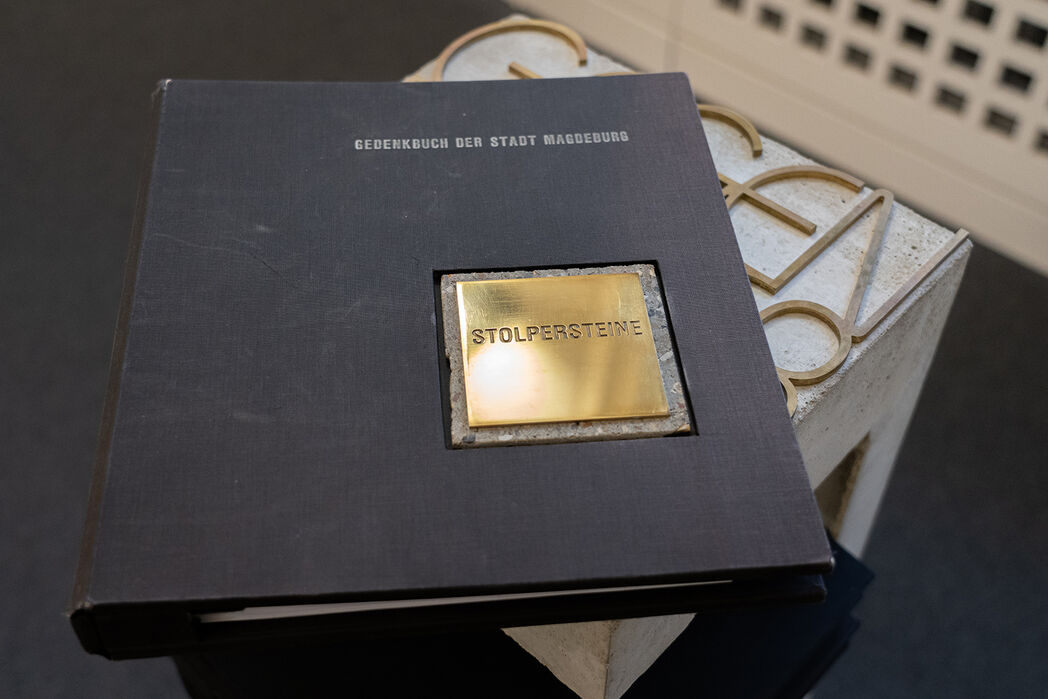 GEDENKBUCH DER STADT MAGDEBURG
STOLPERSTEINE